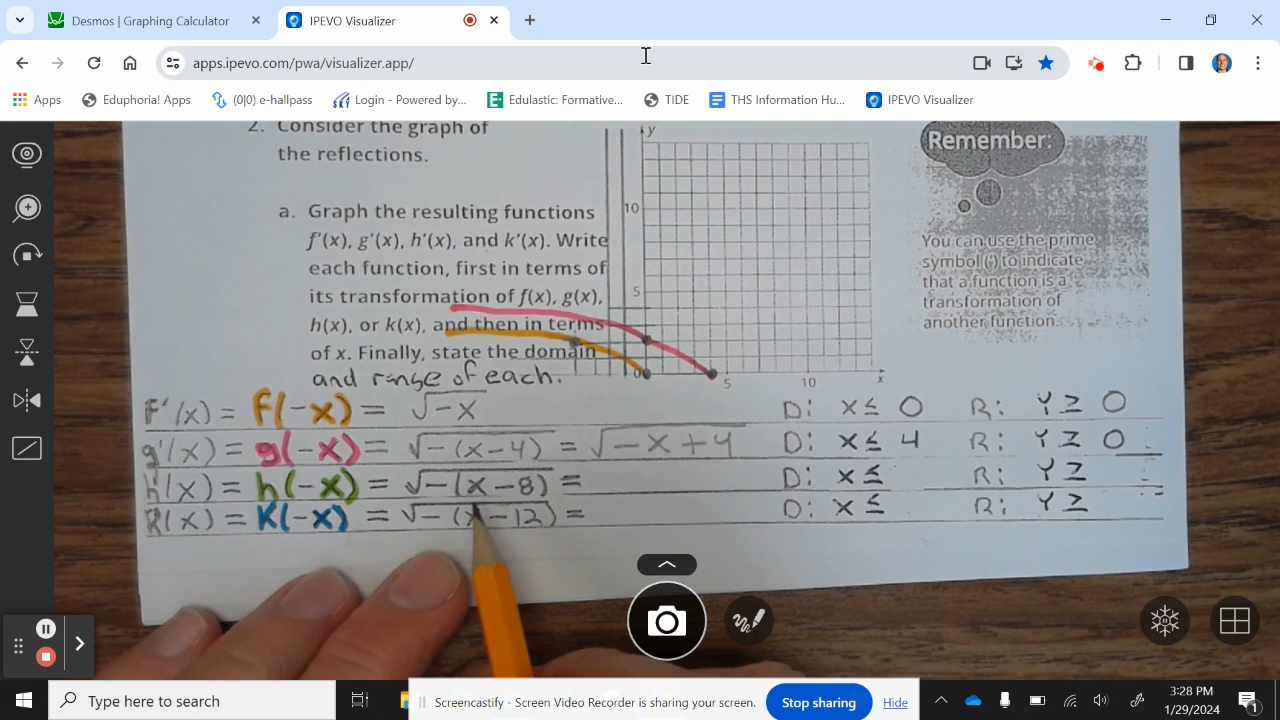 Desmos | Graphing Calculator
IPEVO Visualizer
apps.ipevo.com/pwa/visualizer.app/
Apps
Eduphoria! Apps
(0|0) e-hallpass
Login - Powered by...
Edulastic: Formative...
TIDE
THS Information Hu...
IPEVO Visualizer
2. Consider the graph of
the reflections.
a. Graph the resulting functions
f'(x), g'(x), h'(x), and k'(x). Write
each function, first in terms of
its transformation of f(x), g(x),
h(x), or k(x), and then in terms
of x. Finally, state the domain
and range of each.
y
10
5
0
5
10
x
Remember:
You can use the prime
symbol (') to indicate
that a function is a
transformation of
another function.
F'(x) = f(-x) = √-x D: x ≤ 0 R: Y ≥ 0
g'(x) = g(-x) = √-(x-4) = √-x+4 D: x ≤ 4 R: Y ≥ 0
h'(x) = h(-x) = √-(x-8) = D: x ≤ R: Y ≥
K'(x) = K(-x) = √-(x-12) = D: x ≤ R: Y ≥
Type here to search
Screencastify - Screen Video Recorder is sharing your screen.
Stop sharing
Hide
3:28 PM
1/29/2024
1